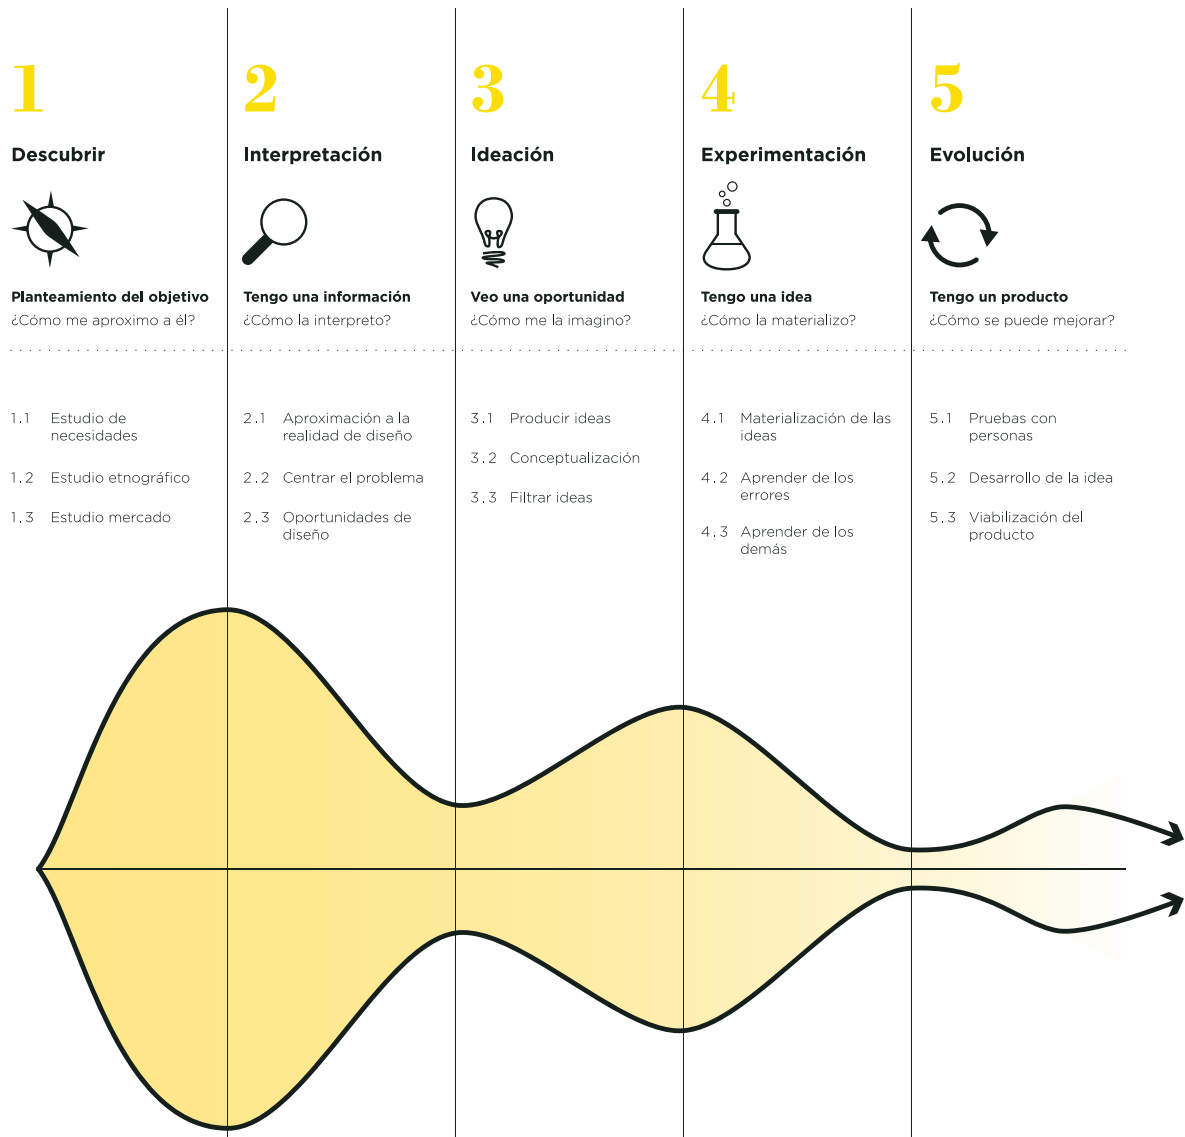 1
Descubrir
Planteamiento del objetivo
¿Cómo me aproximo a él?
1.1 Estudio de
necesidades
1.2 Estudio etnográfico
1.3 Estudio mercado
2
Interpretación
Tengo una información
¿Cómo la interpreto?
2.1 Aproximación a la
realidad de diseño
2.2 Centrar el problema
2.3 Oportunidades de
diseño
3
Ideación
Veo una oportunidad
¿Cómo me la imagino?
3.1 Producir ideas
3.2 Conceptualización
3.3 Filtrar ideas
4
Experimentación
Tengo una idea
¿Cómo la materializo?
4.1 Materialización de las
ideas
4.2 Aprender de los
errores
4.3 Aprender de los
demás
5
Evolución
Tengo un producto
¿Cómo se puede mejorar?
5.1 Pruebas con
personas
5.2 Desarrollo de la idea
5.3 Viabilización del
producto